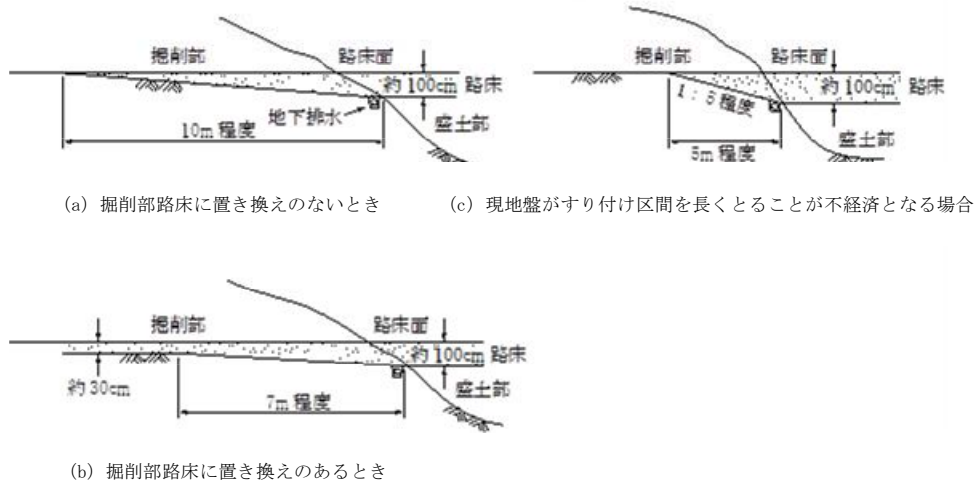 掘削部
路床面
約100cm 路床
地下排水
盛土部
10m 程度
(a) 掘削部路床に置き換えのないとき
掘削部
路床面
約100cm 路床
1:5程度
盛土部
5m 程度
(c) 現地盤がすり付け区間を長くとることが不経済となる場合
掘削部
路床面
約100cm 路床
約30cm
盛土部
7m 程度
(b) 掘削部路床に置き換えのあるとき